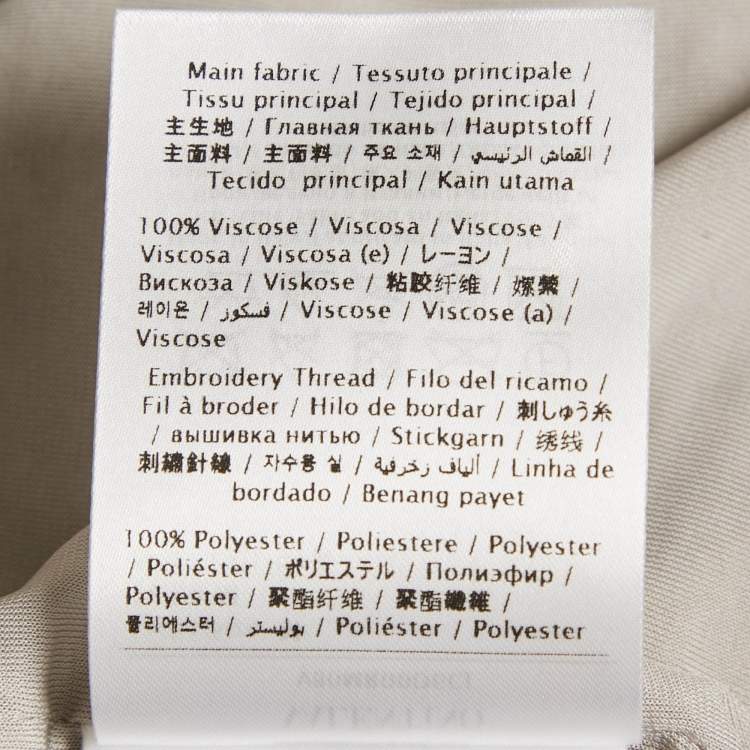 Main fabric / Tessuto principale /
Tissu principal / Tejido principal /
主生地 / Главная ткань / Hauptstoff /
主面料 / 主面料 / 주요 소재 / القماش الرئيسي /
Tecido principal / Kain utama
100% Viscose / Viscosa / Viscose /
Viscosa / Viscosa (e) / レーヨン /
Вискоза / Viskose / 粘胶纤维 / 嫘縈 /
레이온 / فسكوز / Viscose / Viscose (a) /
Viscose
Embroidery Thread / Filo del ricamo /
Fil à broder / Hilo de bordar / 刺しゅう糸
/ вышивка нитью / Stickgarn / 绣线 /
刺繡針線 / 자수용 실 / ألياف زخرفية / Linha de
bordado / Benang payet
100% Polyester / Poliestere / Polyester
/ Poliéster / ポリエステル / Полиэфир /
Polyester / 聚酯纤维 / 聚酯纖維 /
폴리에스터 / بوليستر / Poliéster / Polyester